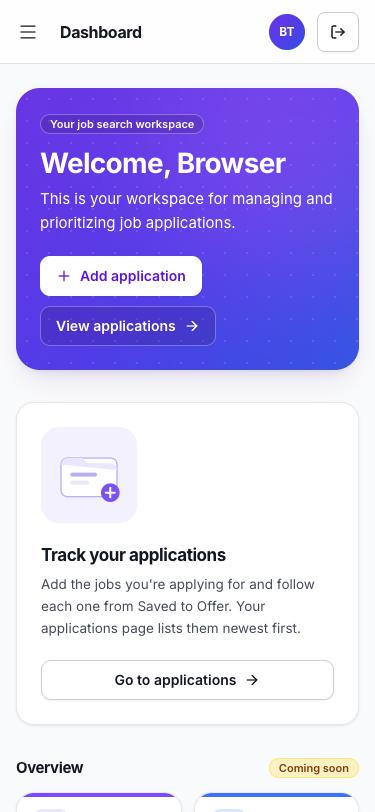 Dashboard
BT
Your job search workspace
Welcome, Browser
This is your workspace for managing and
prioritizing job applications.
Add application
View applications
Track your applications
Add the jobs you're applying for and follow
each one from Saved to Offer. Your
applications page lists them newest first.
Go to applications
Overview
Coming soon